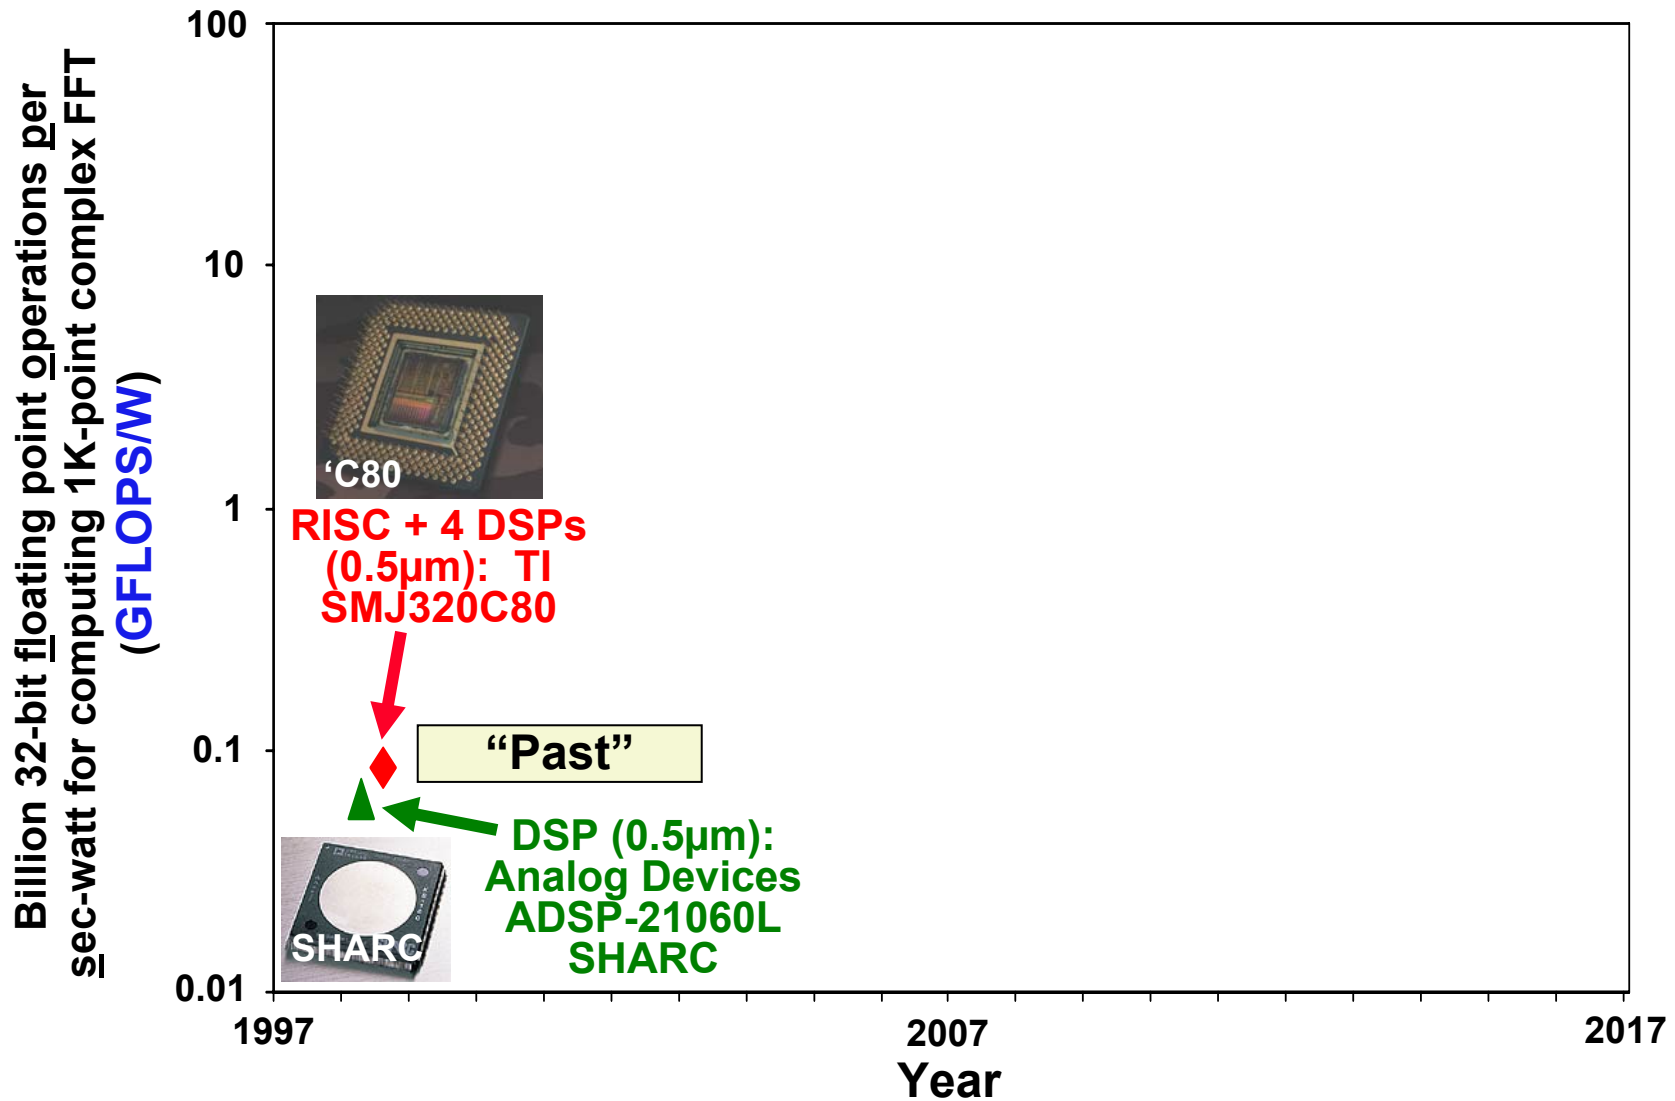 Billion 32-bit floating point operations per
sec-watt for computing 1K-point complex FFT
(GFLOPS/W)
100
10
1
0.1
0.01
‘C80
RISC + 4 DSPs
(0.5µm):  TI
SMJ320C80
“Past”
DSP (0.5µm):
Analog Devices
ADSP-21060L
SHARC
SHARC
1997
2007
2017
Year